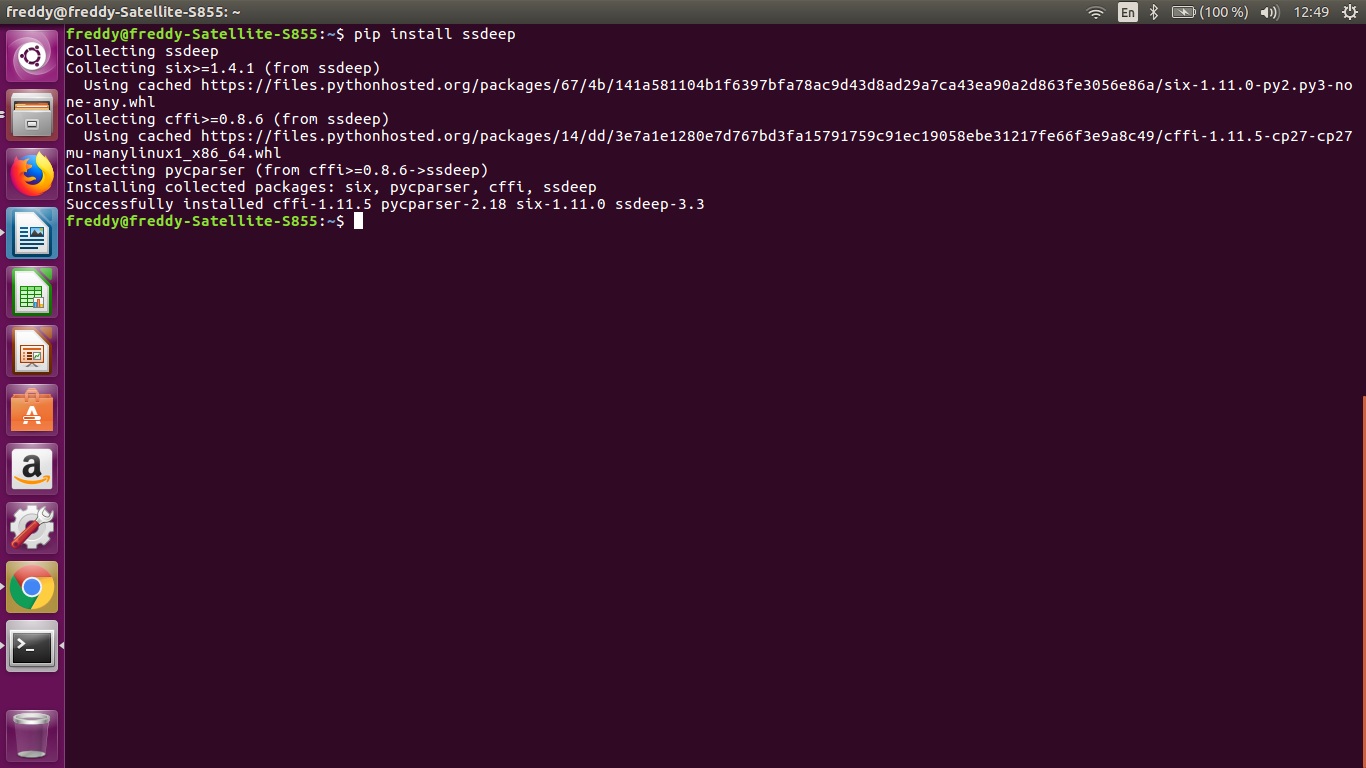 freddy@freddy-Satellite-S855: ~
En (100 %) 12:49
freddy@freddy-Satellite-S855:~$ pip install ssdeep
Collecting ssdeep
Collecting six>=1.4.1 (from ssdeep)
  Using cached https://files.pythonhosted.org/packages/67/4b/141a581104b1f6397bfa78ac9d43d8ad29a7ca43ea90a2d863fe3056e86a/six-1.11.0-py2.py3-no
ne-any.whl
Collecting cffi>=0.8.6 (from ssdeep)
  Using cached https://files.pythonhosted.org/packages/14/dd/3e7a1e1280e7d767bd3fa15791759c91ec19058ebe31217fe66f3e9a8c49/cffi-1.11.5-cp27-cp27
mu-manylinux1_x86_64.whl
Collecting pycparser (from cffi>=0.8.6->ssdeep)
Installing collected packages: six, pycparser, cffi, ssdeep
Successfully installed cffi-1.11.5 pycparser-2.18 six-1.11.0 ssdeep-3.3
freddy@freddy-Satellite-S855:~$